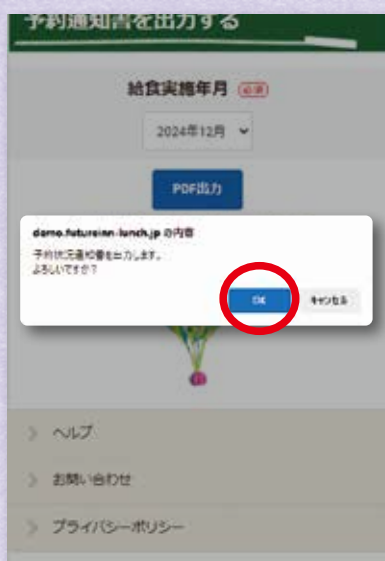 予約通知書を出力する
給食実施年月 必須
2024年12月
PDF出力
demo.futureinn-lunch.jp の内容
予約状況通知書を出力します。
よろしいですか？
OK キャンセル
ヘルプ
お問い合わせ
プライバシーポリシー